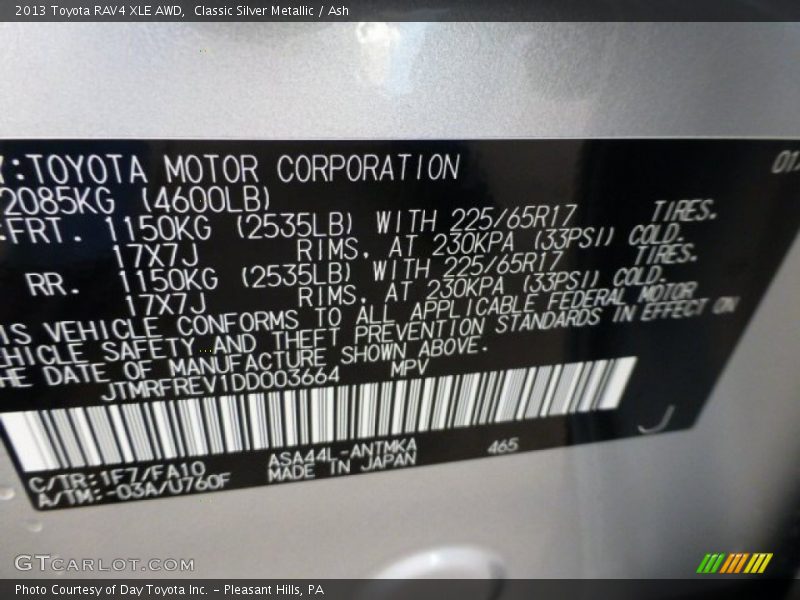 2013 Toyota RAV4 XLE AWD, Classic Silver Metallic / Ash
:TOYOTA MOTOR CORPORATION 01
2085KG (4600LB)
:FRT. 1150KG (2535LB) WITH 225/65R17 TIRES.
17X7J RIMS, AT 230KPA (33PSI) COLD.
RR. 1150KG (2535LB) WITH 225/65R17 TIRES.
17X7J RIMS, AT 230KPA (33PSI) COLD.
IS VEHICLE CONFORMS TO ALL APPLICABLE FEDERAL MOTOR
EHICLE SAFETY AND THEFT PREVENTION STANDARDS IN EFFECT ON
HE DATE OF MANUFACTURE SHOWN ABOVE.
JTMRFREV1DD003664 MPV
C/TR:1F7/FA10 ASA44L-ANTMKA 465
A/TM:-03A/U760F MADE IN JAPAN
J
GTCARLOT.COM
Photo Courtesy of Day Toyota Inc. - Pleasant Hills, PA